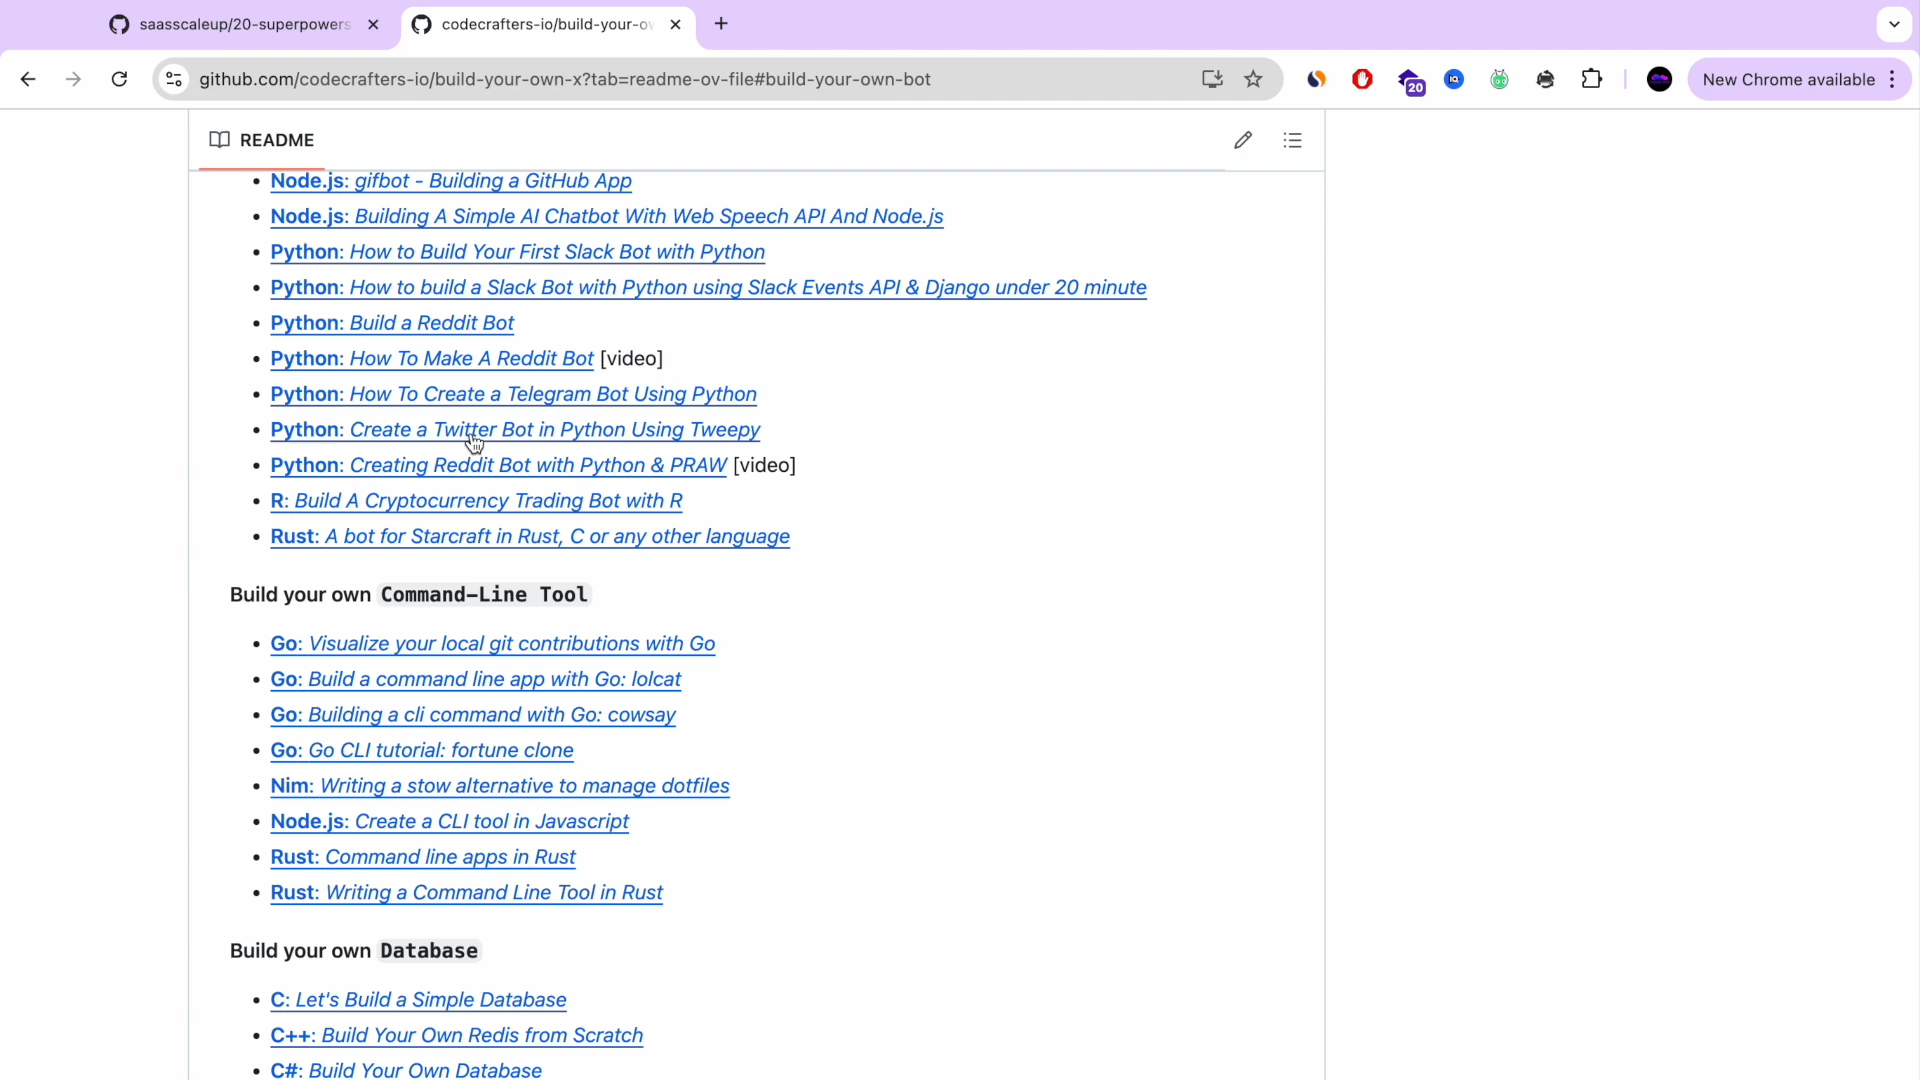 saasscaleup/20-superpowers
codecrafters-io/build-your-ow
github.com/codecrafters-io/build-your-own-x?tab=readme-ov-file#build-your-own-bot
20
New Chrome available
README
Node.js: gifbot - Building a GitHub App
Node.js: Building A Simple AI Chatbot With Web Speech API And Node.js
Python: How to Build Your First Slack Bot with Python
Python: How to build a Slack Bot with Python using Slack Events API & Django under 20 minute
Python: Build a Reddit Bot
Python: How To Make A Reddit Bot [video]
Python: How To Create a Telegram Bot Using Python
Python: Create a Twitter Bot in Python Using Tweepy
Python: Creating Reddit Bot with Python & PRAW [video]
R: Build A Cryptocurrency Trading Bot with R
Rust: A bot for Starcraft in Rust, C or any other language
Build your own Command-Line Tool
Go: Visualize your local git contributions with Go
Go: Build a command line app with Go: lolcat
Go: Building a cli command with Go: cowsay
Go: Go CLI tutorial: fortune clone
Nim: Writing a stow alternative to manage dotfiles
Node.js: Create a CLI tool in Javascript
Rust: Command line apps in Rust
Rust: Writing a Command Line Tool in Rust
Build your own Database
C: Let's Build a Simple Database
C++: Build Your Own Redis from Scratch
C#: Build Your Own Database